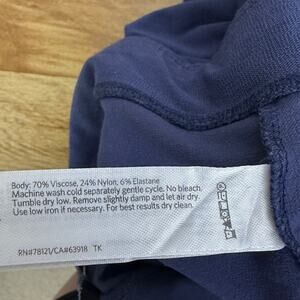 Body: 70% Viscose, 24% Nylon, 6% Elastane
Machine wash cold separately gentle cycle. No bleach.
Tumble dry low. Remove slightly damp and let air dry.
Use low iron if necessary. For best results dry clean.
RN#78121/CA#63918 TK